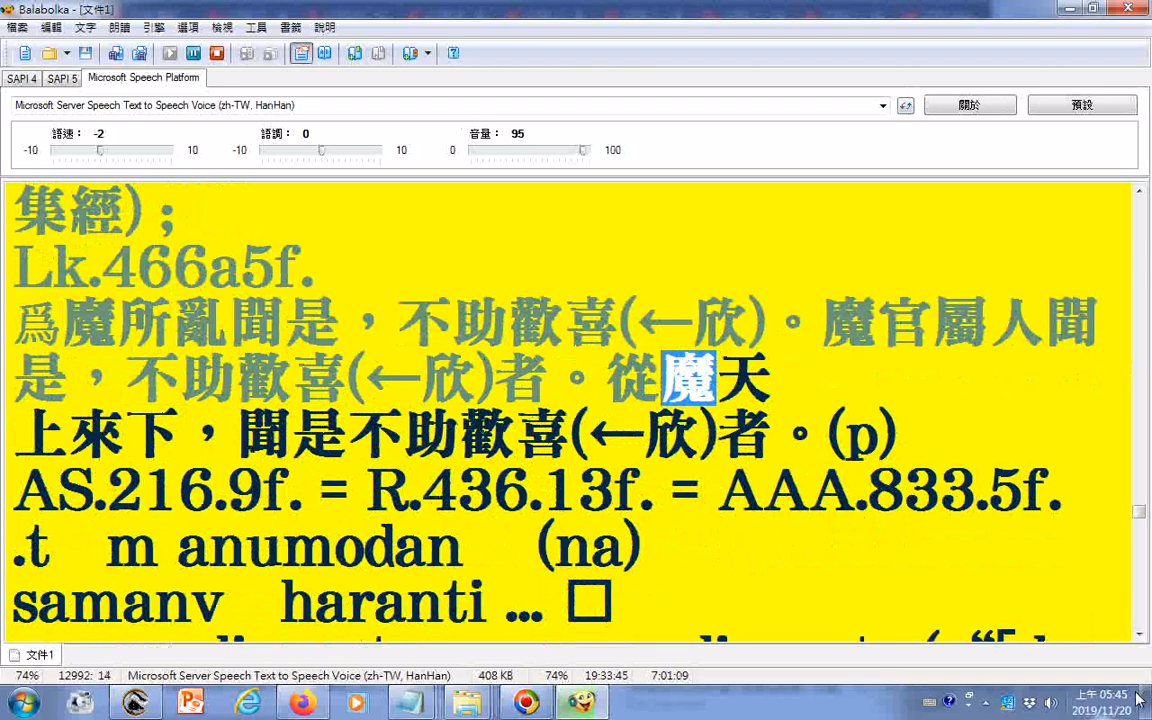 Balabolka - [文件1]
檔案 編輯 文字 朗讀 引擎 選項 檢視 工具 書籤 說明
SAPI 4 SAPI 5 Microsoft Speech Platform
Microsoft Server Speech Text to Speech Voice (zh-TW, HanHan) 關於 預設
語速： -2 語調： 0 音量： 95
-10 10 -10 10 0 100
集經)；
Lk.466a5f.
爲魔所亂聞是，不助歡喜(←欣)。魔官屬人聞
是，不助歡喜(←欣)者。從魔天
上來下，聞是不助歡喜(←欣)者。(p)
AS.216.9f. = R.436.13f. = AAA.833.5f.
.t m anumodan (na)
samanv haranti ... □
文件1
74% 12992: 14 Microsoft Server Speech Text to Speech Voice (zh-TW, HanHan) 408 KB 74% 19:33:45 7:01:09
上午 05:45
2019/11/20